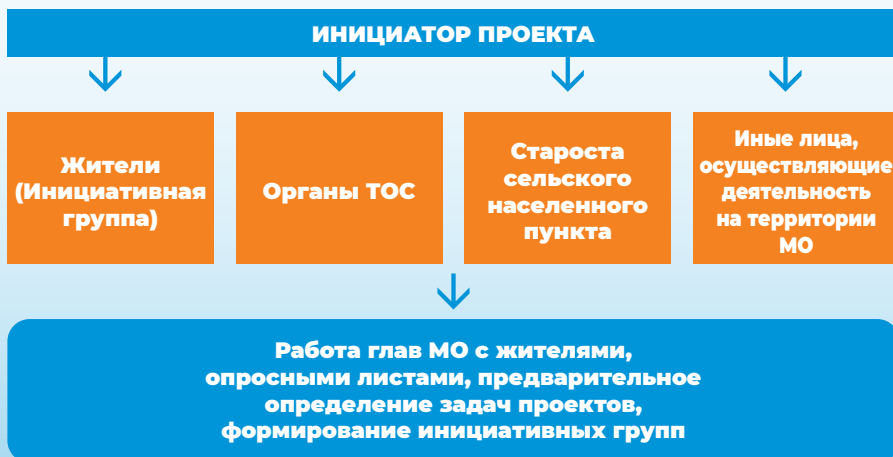 ИНИЦИАТОР ПРОЕКТА
Жители
(Инициативная
группа)
Органы ТОС
Староста
сельского
населенного
пункта
Иные лица,
осуществляющие
деятельность
на территории
МО
Работа глав МО с жителями,
опросными листами, предварительное
определение задач проектов,
формирование инициативных групп